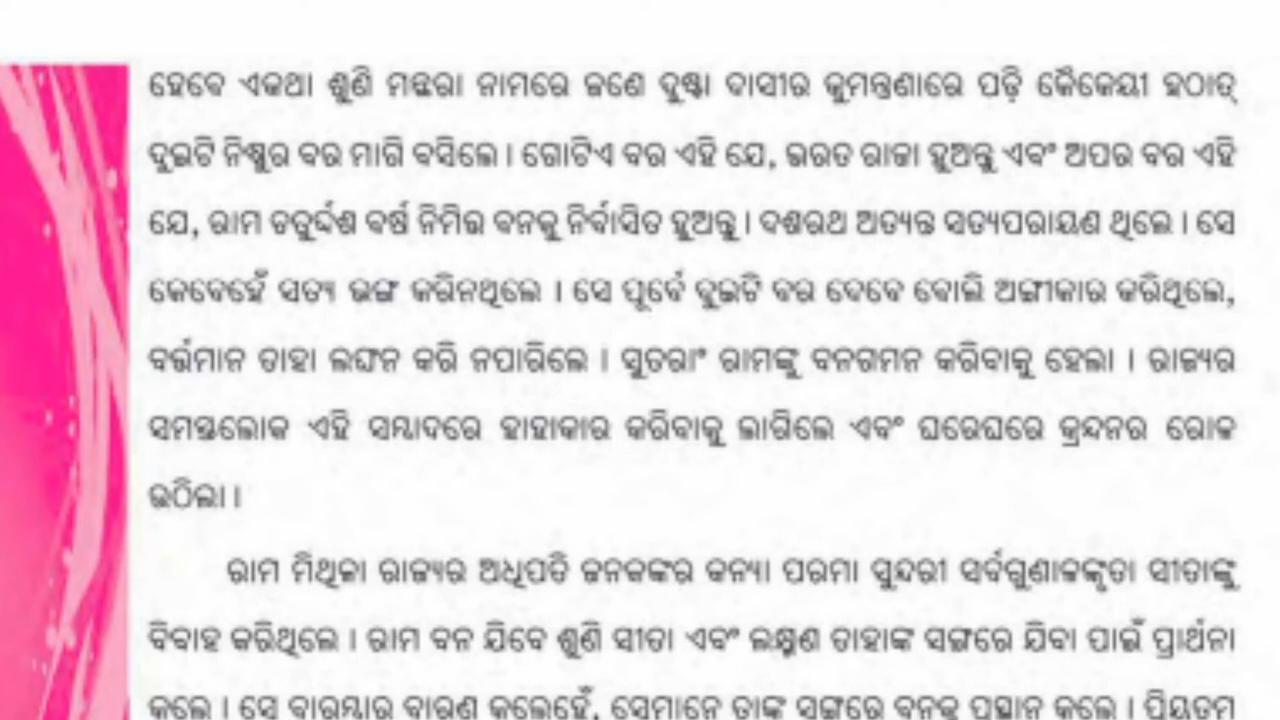 ହେବେ ଏକଥା ଶୁଣି ମନ୍ଥରା ନାମରେ ଜଣେ ଦୁଷ୍ଟା ଦାସୀର କୁମନ୍ତ୍ରଣାରେ ପଡ଼ି କୈକେୟୀ ହଠାତ୍
ଦୁଇଟି ନିଷ୍ଠୁର ବର ମାଗି ବସିଲେ । ଗୋଟିଏ ବର ଏହି ଯେ, ଭରତ ରାଜା ହୁଅନ୍ତୁ ଏବଂ ଅପର ବର ଏହି
ଯେ, ରାମ ଚତୁର୍ଦ୍ଦଶ ବର୍ଷ ନିମିତ୍ତ ବନକୁ ନିର୍ବାସିତ ହୁଅନ୍ତୁ । ଦଶରଥ ଅତ୍ୟନ୍ତ ସତ୍ୟପରାୟଣ ଥିଲେ । ସେ
କେବେହେଁ ସତ୍ୟ ଭଙ୍ଗ କରିନଥିଲେ । ସେ ପୂର୍ବେ ଦୁଇଟି ବର ଦେବେ ବୋଲି ଅଙ୍ଗୀକାର କରିଥିଲେ,
ବର୍ତ୍ତମାନ ତାହା ଲଙ୍ଘନ କରି ନପାରିଲେ । ସୁତରାଂ ରାମଙ୍କୁ ବନଗମନ କରିବାକୁ ହେଲା । ରାଜ୍ୟର
ସମସ୍ତଲୋକ ଏହି ସମ୍ବାଦରେ ହାହାକାର କରିବାକୁ ଲାଗିଲେ ଏବଂ ଘରେଘରେ କ୍ରନ୍ଦନର ରୋଳ
ଉଠିଲା ।
ରାମ ମିଥିଳା ରାଜ୍ୟର ଅଧିପତି ଜନକଙ୍କର କନ୍ୟା ପରମା ସୁନ୍ଦରୀ ସର୍ବଗୁଣାଳଙ୍କୃତା ସୀତାଙ୍କୁ
ବିବାହ କରିଥିଲେ । ରାମ ବନ ଯିବେ ଶୁଣି ସୀତା ଏବଂ ଲକ୍ଷ୍ମଣ ତାହାଙ୍କ ସଙ୍ଗରେ ଯିବା ପାଇଁ ପ୍ରାର୍ଥନା
କଲେ । ସେ ବାରମ୍ବାର ବାରଣ କଲେହେଁ, ସେମାନେ ତାଙ୍କ ସଙ୍ଗରେ ବନକୁ ପ୍ରସ୍ଥାନ କଲେ । ପ୍ରିୟତମ